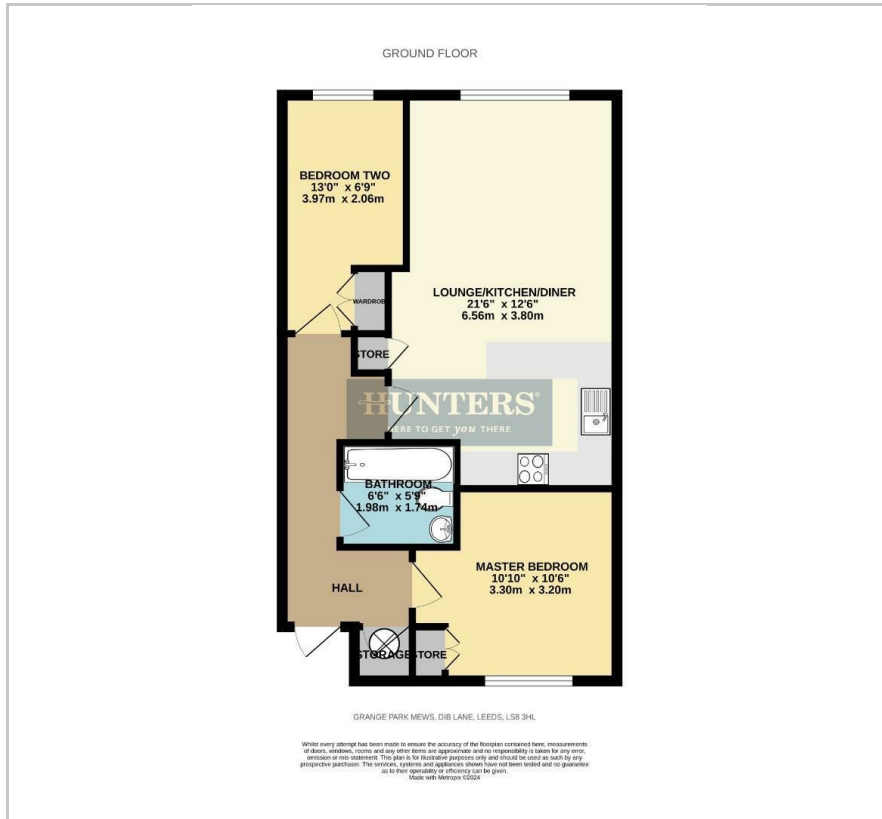 GROUND FLOOR
BEDROOM TWO
13'0" x 6'9"
3.97m x 2.06m
LOUNGE/KITCHEN/DINER
21'6" x 12'6"
6.56m x 3.80m
WARDROB
STORE
HUNTERS®
HERE TO GET you THERE
BATHROOM
6'6" x 5'9"
1.98m x 1.74m
MASTER BEDROOM
10'10" x 10'6"
3.30m x 3.20m
HALL
STORAGE
STORE
GRANGE PARK MEWS, DIB LANE, LEEDS, LS8 3HL
Whilst every attempt has been made to ensure the accuracy of the floorplan contained here, measurements
of doors, windows, rooms and any other items are approximate and no responsibility is taken for any error,
omission or mis-statement. This plan is for illustrative purposes only and should be used as such by any
prospective purchaser. The services, systems and appliances shown have not been tested and no guarantee
as to their operability or efficiency can be given.
Made with Metropix ©2024